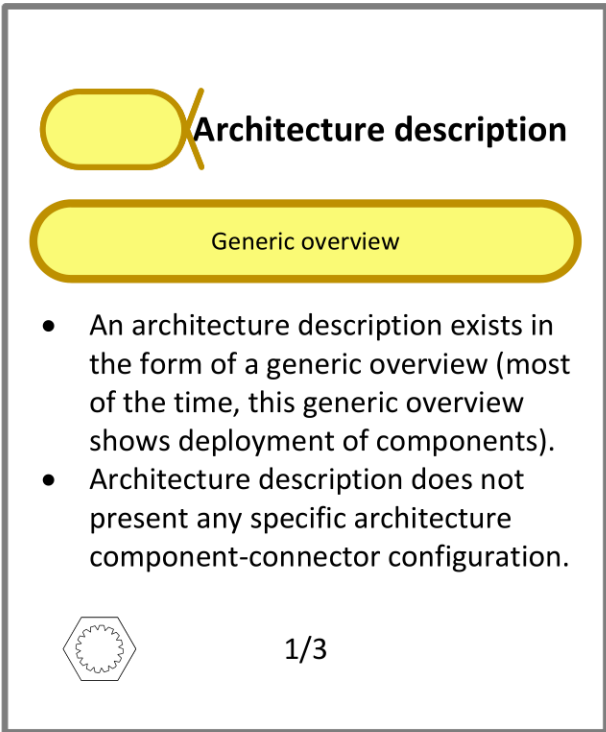 Architecture description
Generic overview
• An architecture description exists in
the form of a generic overview (most
of the time, this generic overview
shows deployment of components).
• Architecture description does not
present any specific architecture
component-connector configuration.
1/3